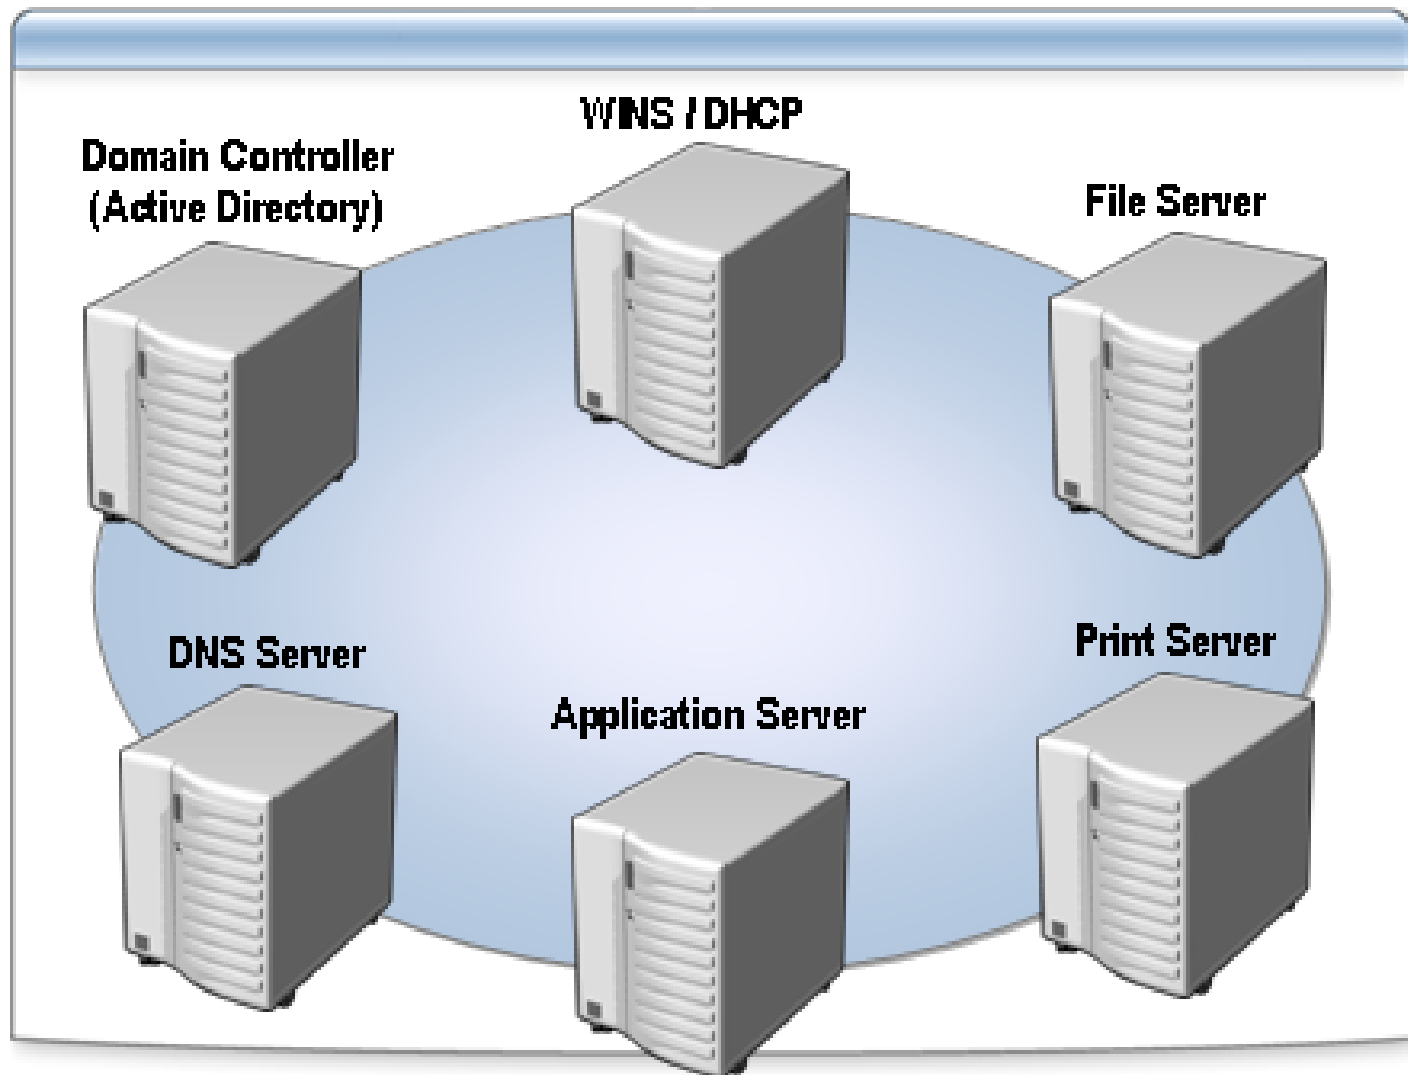 WINS / DHCP
Domain Controller
(Active Directory)
File Server
DNS Server
Print Server
Application Server